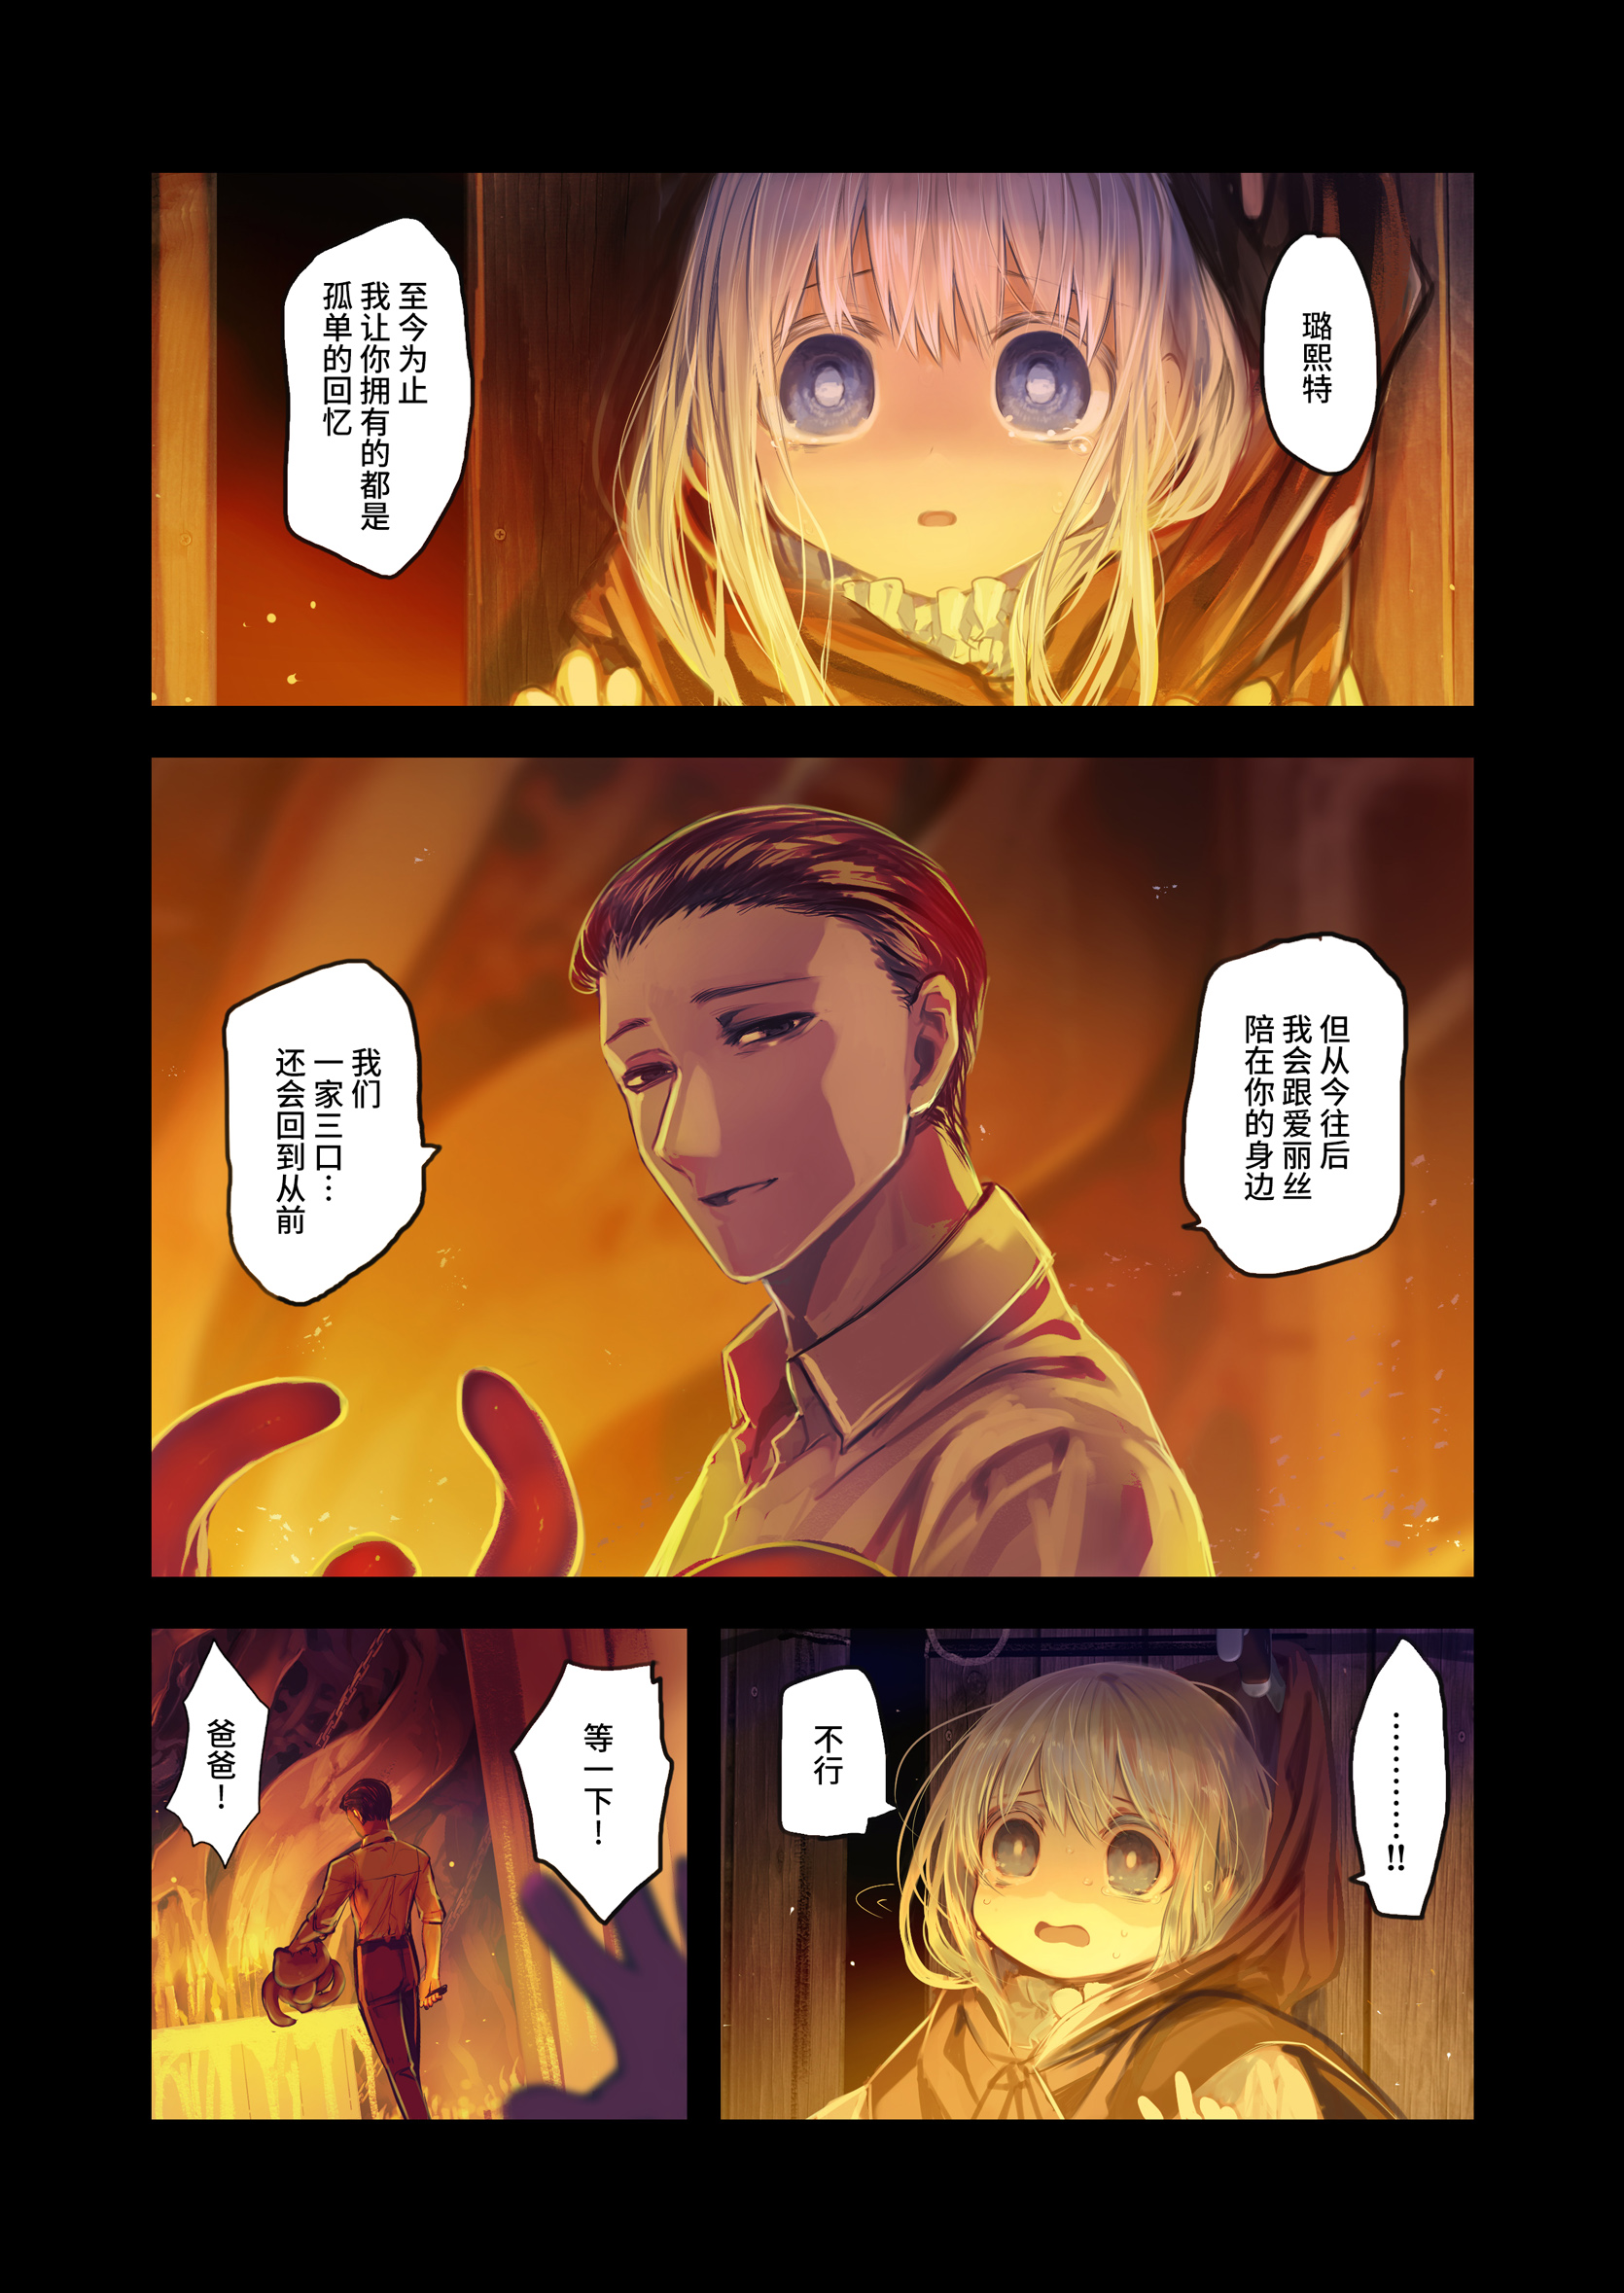 璐熙特
至今为止
我让你拥有的都是
孤单的回忆
但从今往后
我会跟爱丽丝
陪在你的身边
我们
一家三口…
还会回到从前
…………!!
不行
等一下！
爸爸！